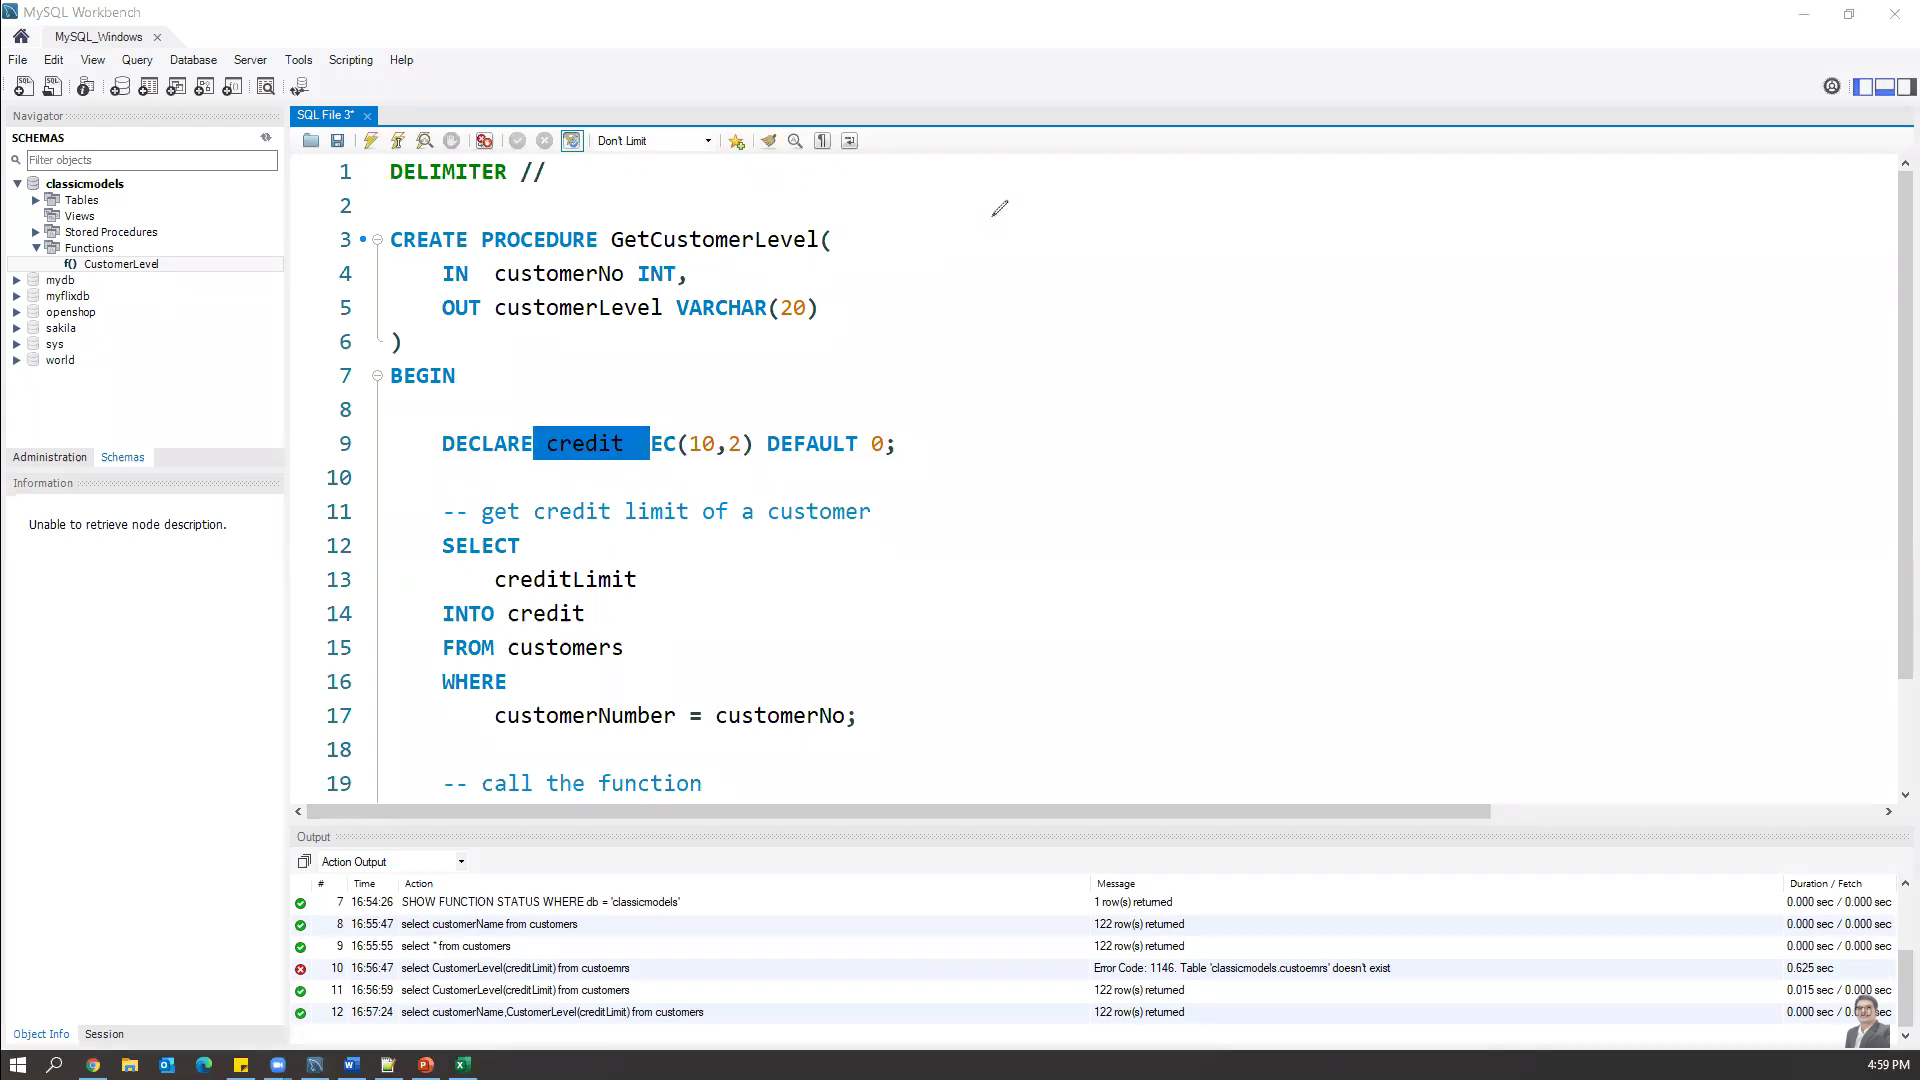 MySQL Workbench
MySQL_Windows
File Edit View Query Database Server Tools Scripting Help
Navigator
SCHEMAS
Filter objects
classicmodels
Tables
Views
Stored Procedures
Functions
f() CustomerLevel
mydb
myflixdb
openshop
sakila
sys
world
Administration Schemas
Information
Unable to retrieve node description.
Object Info Session
SQL File 3*
Don't Limit
1 DELIMITER //
2
3 CREATE PROCEDURE GetCustomerLevel(
4 IN customerNo INT,
5 OUT customerLevel VARCHAR(20)
6 )
7 BEGIN
8
9 DECLARE credit EC(10,2) DEFAULT 0;
10
11 -- get credit limit of a customer
12 SELECT
13 creditLimit
14 INTO credit
15 FROM customers
16 WHERE
17 customerNumber = customerNo;
18
19 -- call the function
Output
Action Output
# Time Action Message Duration / Fetch
7 16:54:26 SHOW FUNCTION STATUS WHERE db = 'classicmodels' 1 row(s) returned 0.000 sec / 0.000 sec
8 16:55:47 select customerName from customers 122 row(s) returned 0.000 sec / 0.000 sec
9 16:55:55 select * from customers 122 row(s) returned 0.000 sec / 0.000 sec
10 16:56:47 select CustomerLevel(creditLimit) from custoemrs Error Code: 1146. Table 'classicmodels.custoemrs' doesn't exist 0.625 sec
11 16:56:59 select CustomerLevel(creditLimit) from customers 122 row(s) returned 0.015 sec / 0.000 sec
12 16:57:24 select customerName,CustomerLevel(creditLimit) from customers 122 row(s) returned 0.000 sec / 0.000 sec
4:59 PM